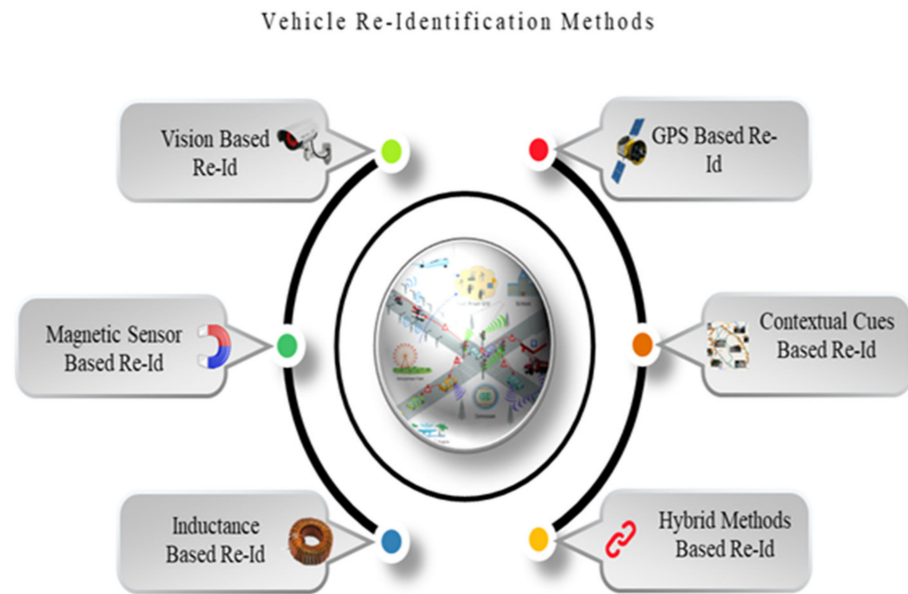 Vehicle Re-Identification Methods
Vision Based
Re-Id
GPS Based Re-
Id
Magnetic Sensor
Based Re-Id
Contextual Cues
Based Re-Id
Inductance
Based Re-Id
Hybrid Methods
Based Re-Id